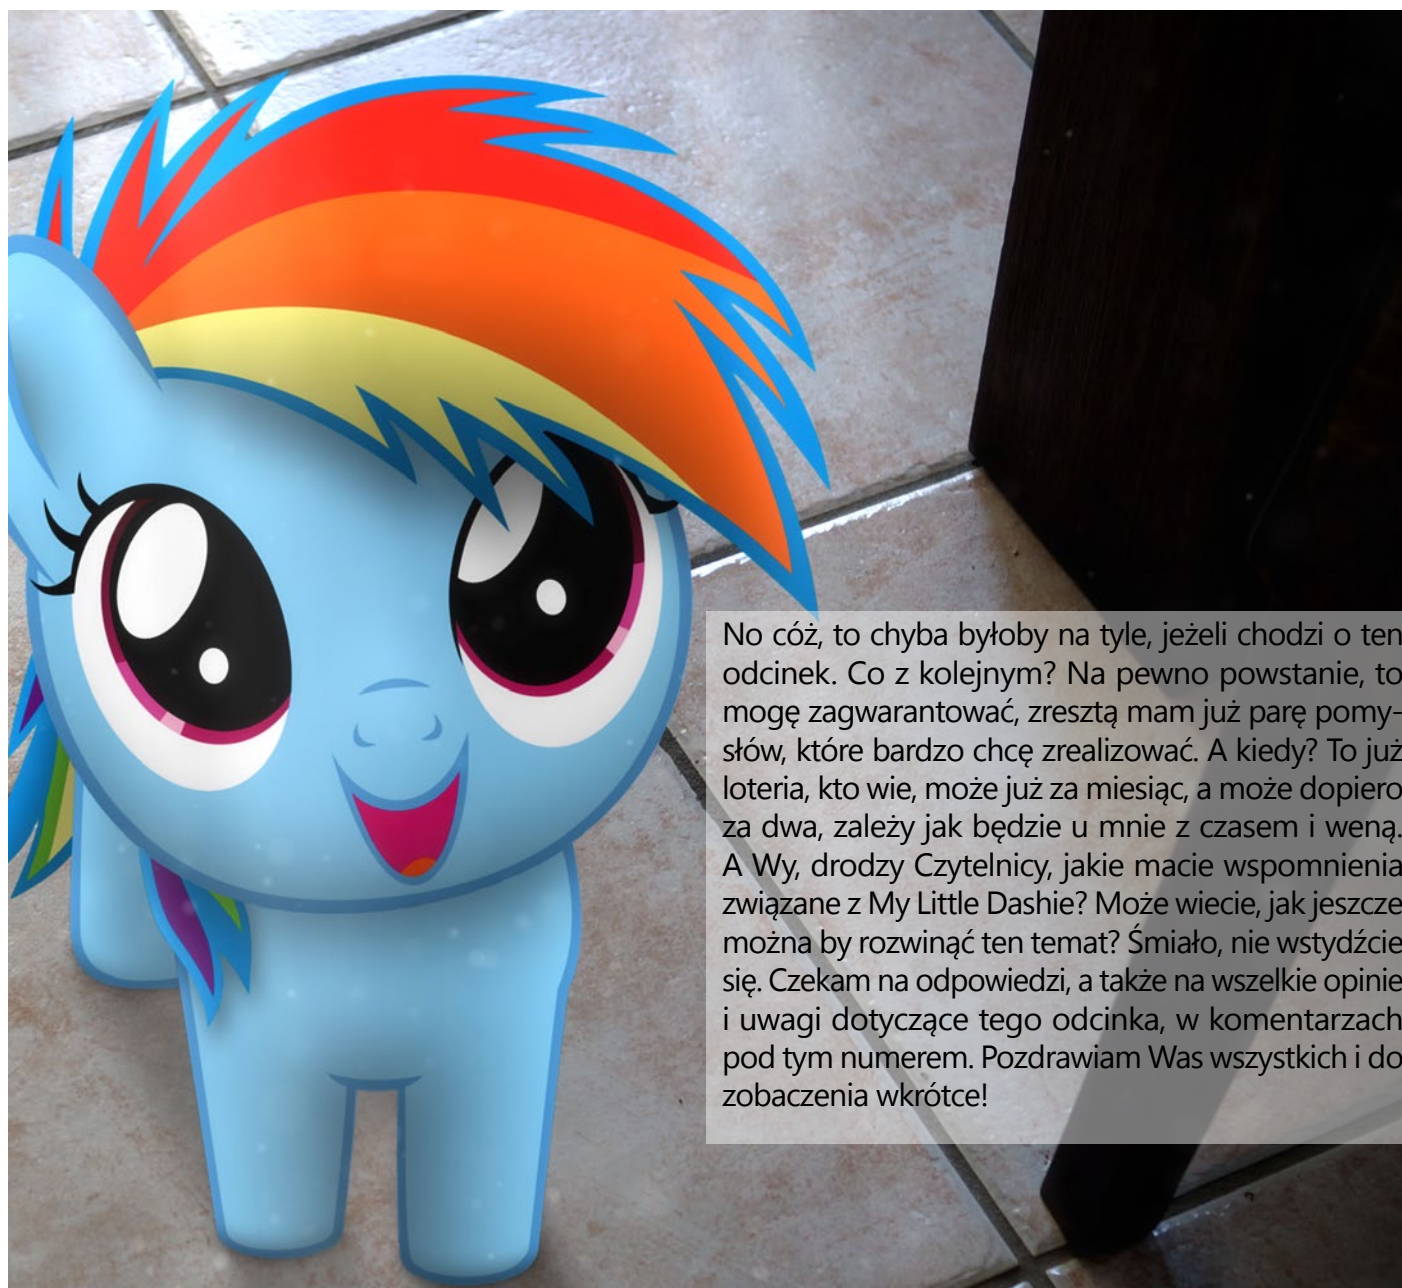 No cóż, to chyba byłoby na tyle, jeżeli chodzi o ten
odcinek. Co z kolejnym? Na pewno powstanie, to
mogę zagwarantować, zresztą mam już parę pomy-
słów, które bardzo chcę zrealizować. A kiedy? To już
loteria, kto wie, może już za miesiąc, a może dopiero
za dwa, zależy jak będzie u mnie z czasem i weną.
A Wy, drodzy Czytelnicy, jakie macie wspomnienia
związane z My Little Dashie? Może wiecie, jak jeszcze
można by rozwinąć ten temat? Śmiało, nie wstydźcie
się. Czekam na odpowiedzi, a także na wszelkie opinie
i uwagi dotyczące tego odcinka, w komentarzach
pod tym numerem. Pozdrawiam Was wszystkich i do
zobaczenia wkrótce!